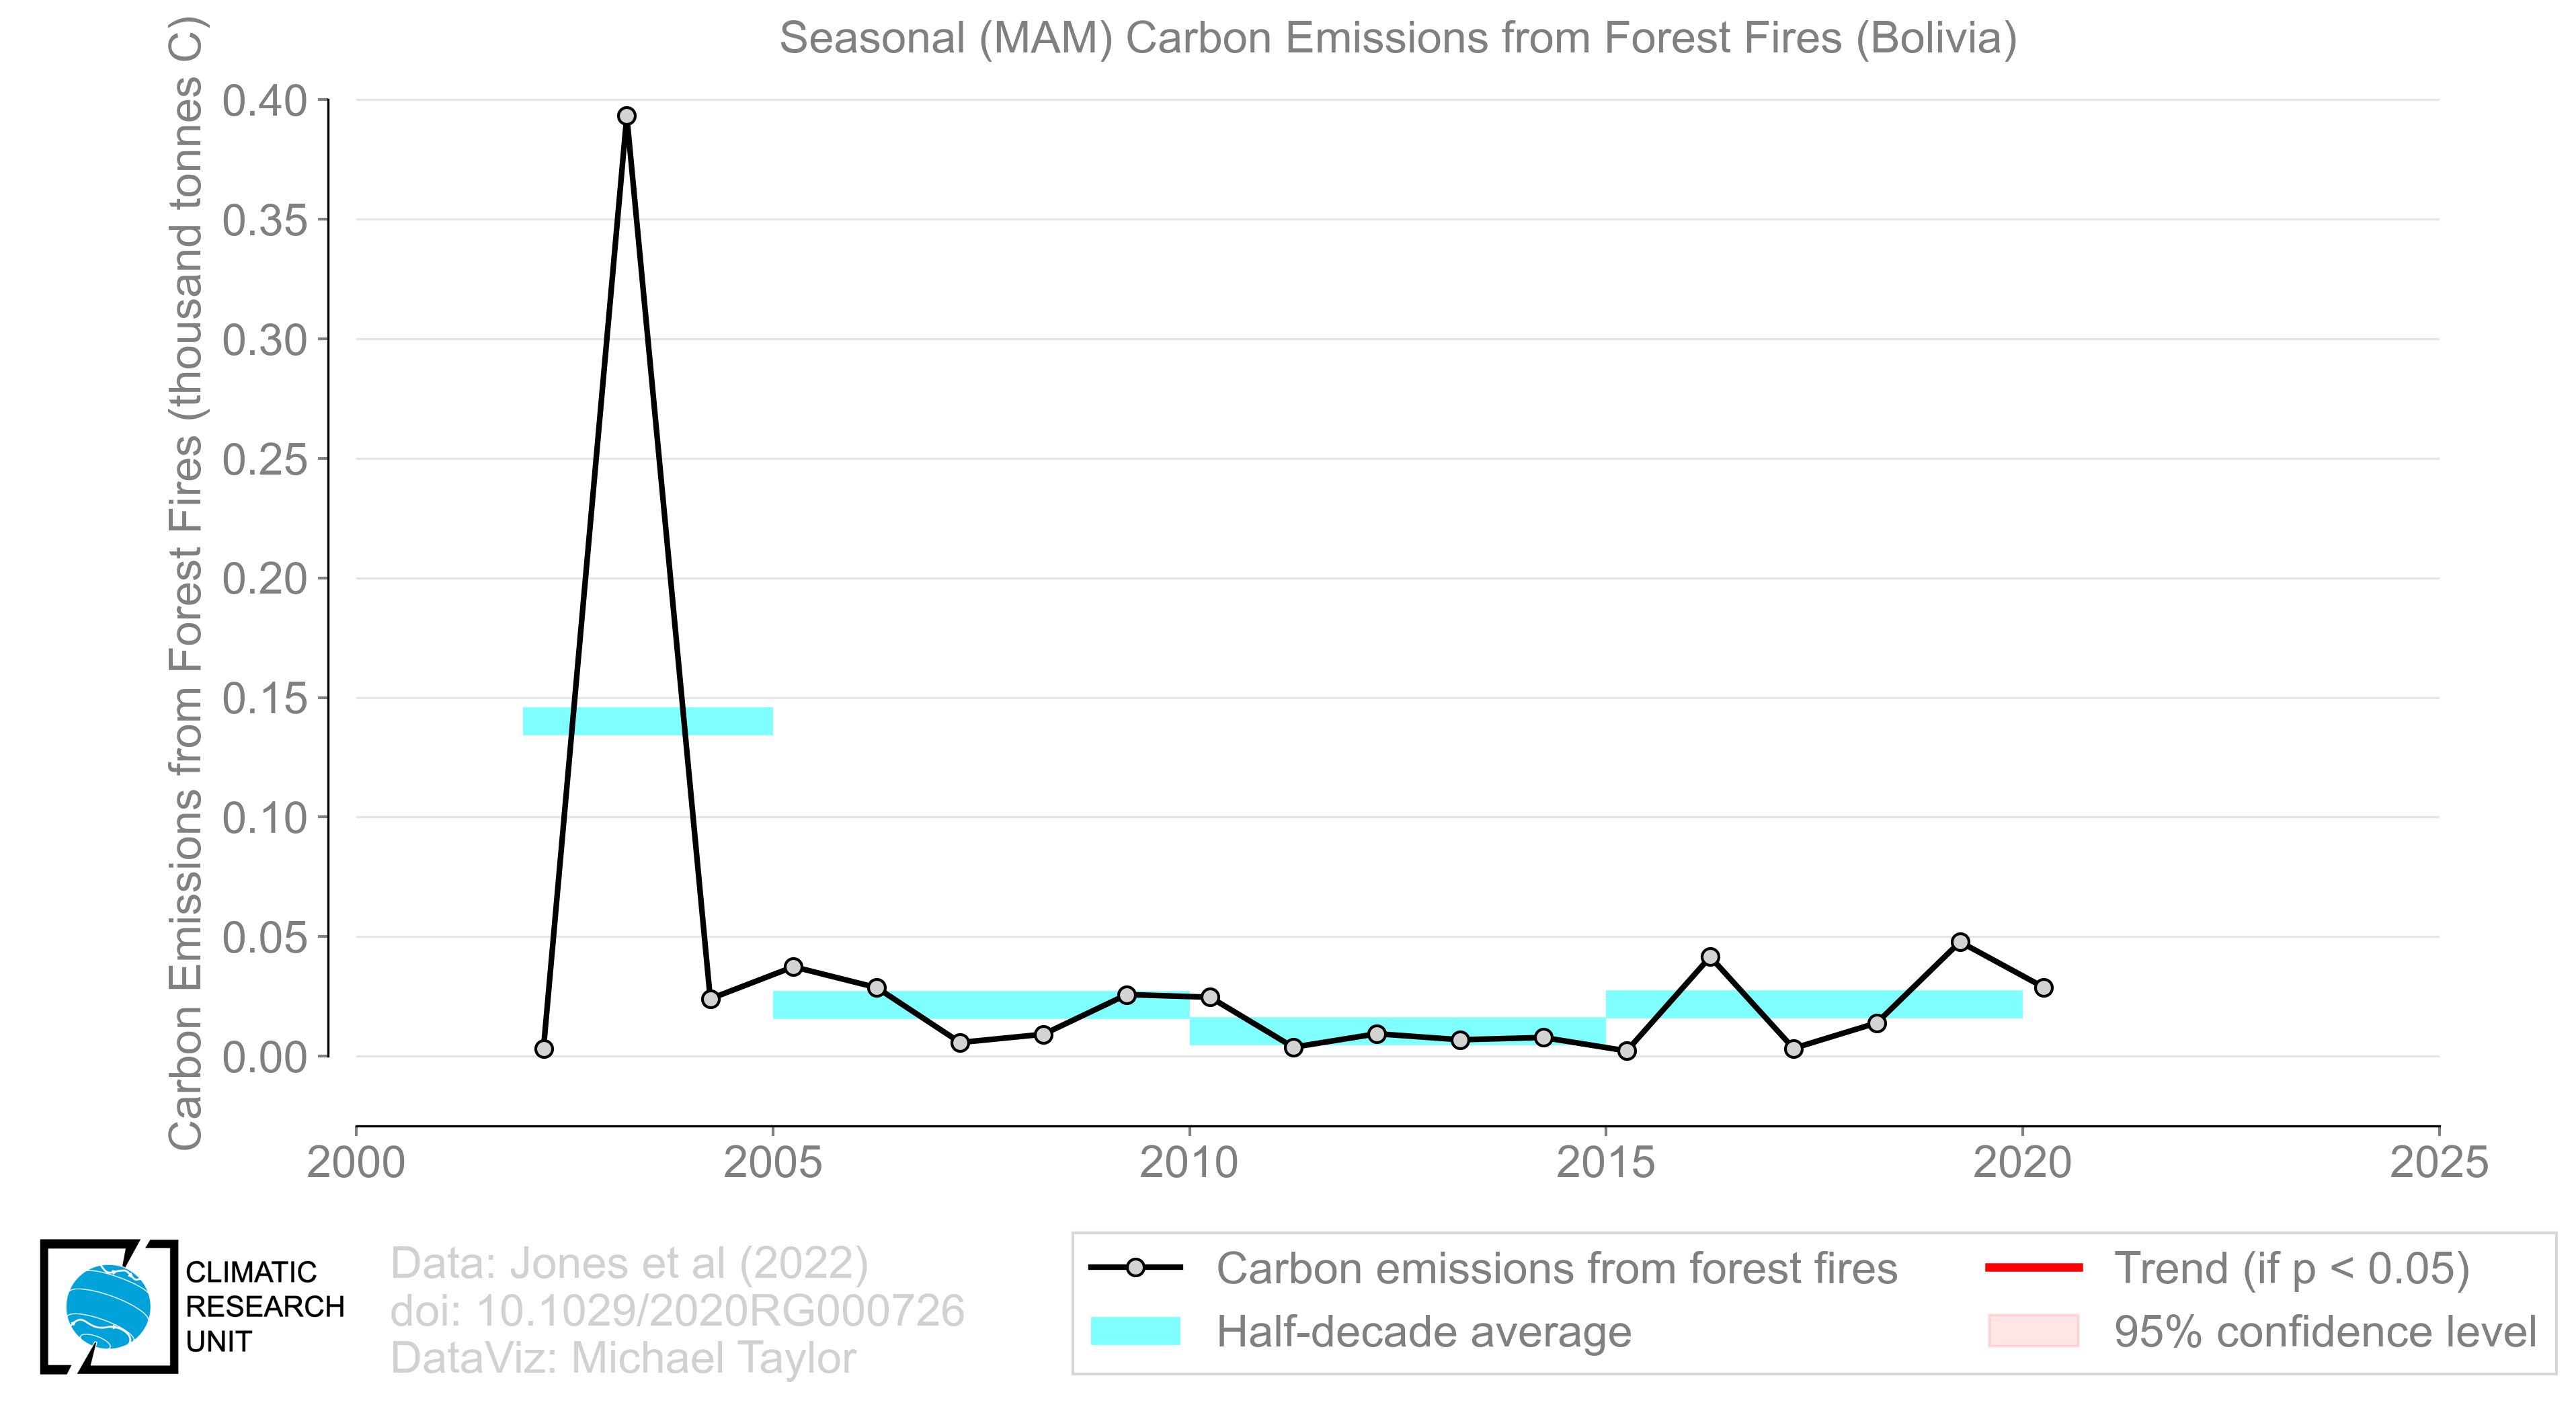 Seasonal (MAM) Carbon Emissions from Forest Fires (Bolivia)
Carbon Emissions from Forest Fires (thousand tonnes C)
0.40
0.35
0.30
0.25
0.20
0.15
0.10
0.05
0.00
2000
2005
2010
2015
2020
2025
CLIMATIC
RESEARCH
UNIT
Data: Jones et al (2022)
doi: 10.1029/2020RG000726
DataViz: Michael Taylor
Carbon emissions from forest fires
Half-decade average
Trend (if p < 0.05)
95% confidence level